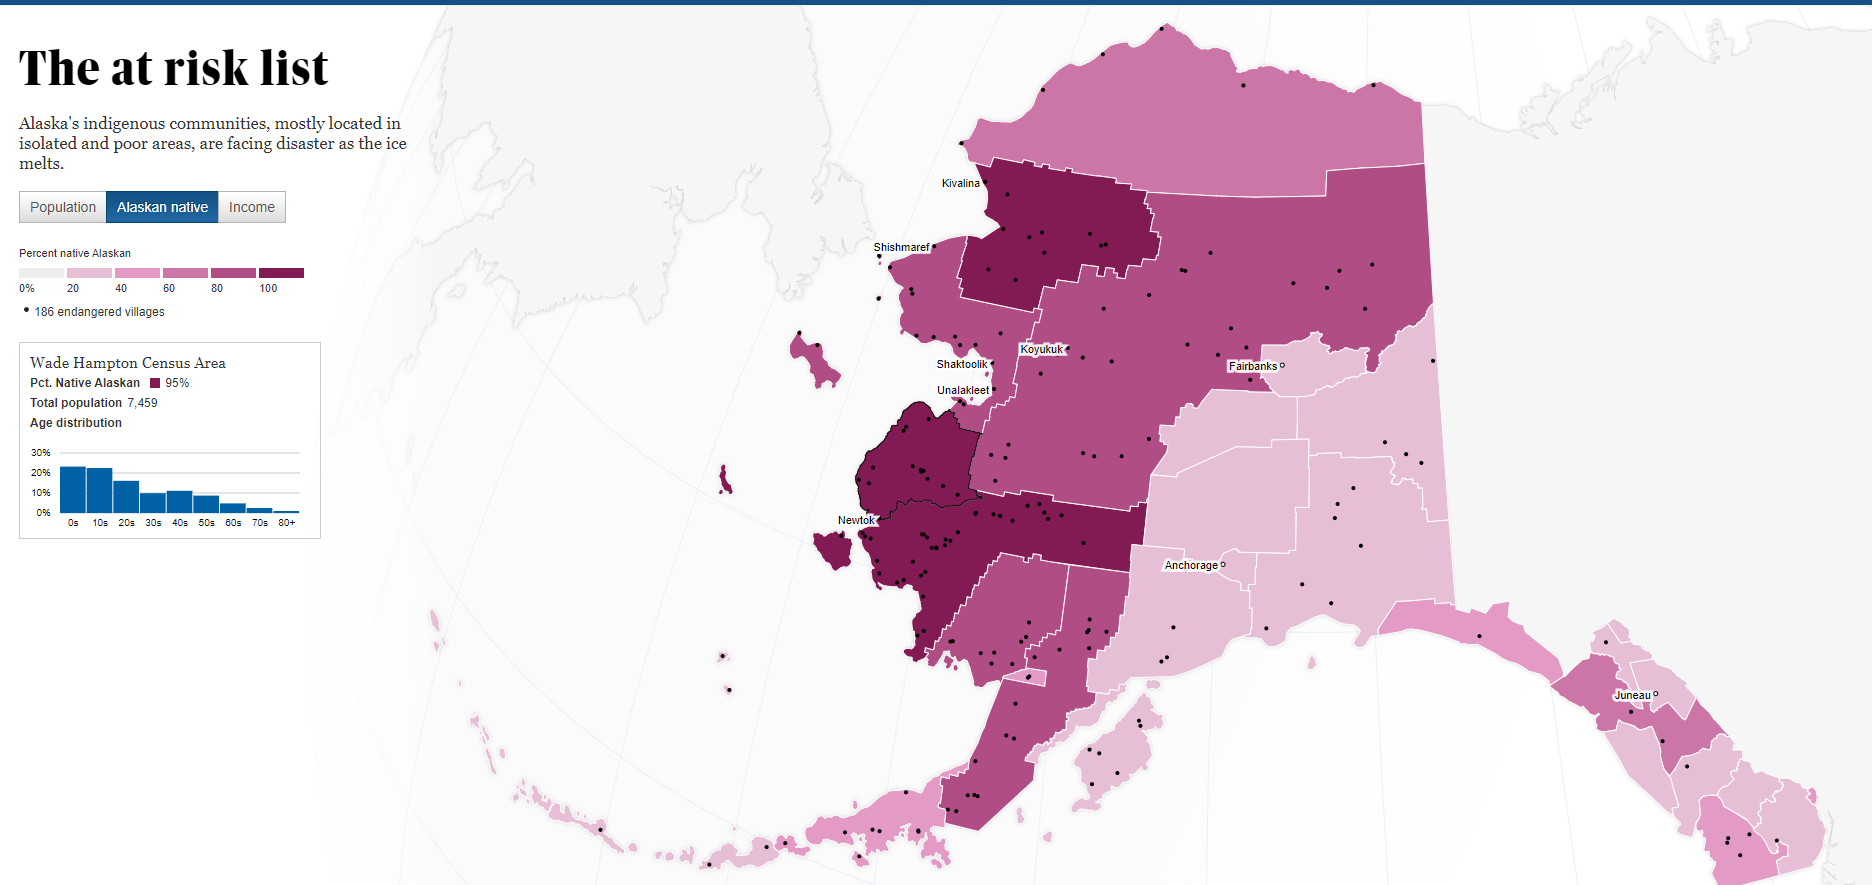 The at risk list
Alaska's indigenous communities, mostly located in
isolated and poor areas, are facing disaster as the ice
melts.
Population Alaskan native Income
Percent native Alaskan
0% 20 40 60 80 100
186 endangered villages
Wade Hampton Census Area
Pct. Native Alaskan 95%
Total population 7,459
Age distribution
30%
20%
10%
0%
0s 10s 20s 30s 40s 50s 60s 70s 80+
Kivalina
Shishmaref
Koyukuk
Shaktoolik
Fairbanks
Unalakleet
Newtok
Anchorage
Juneau